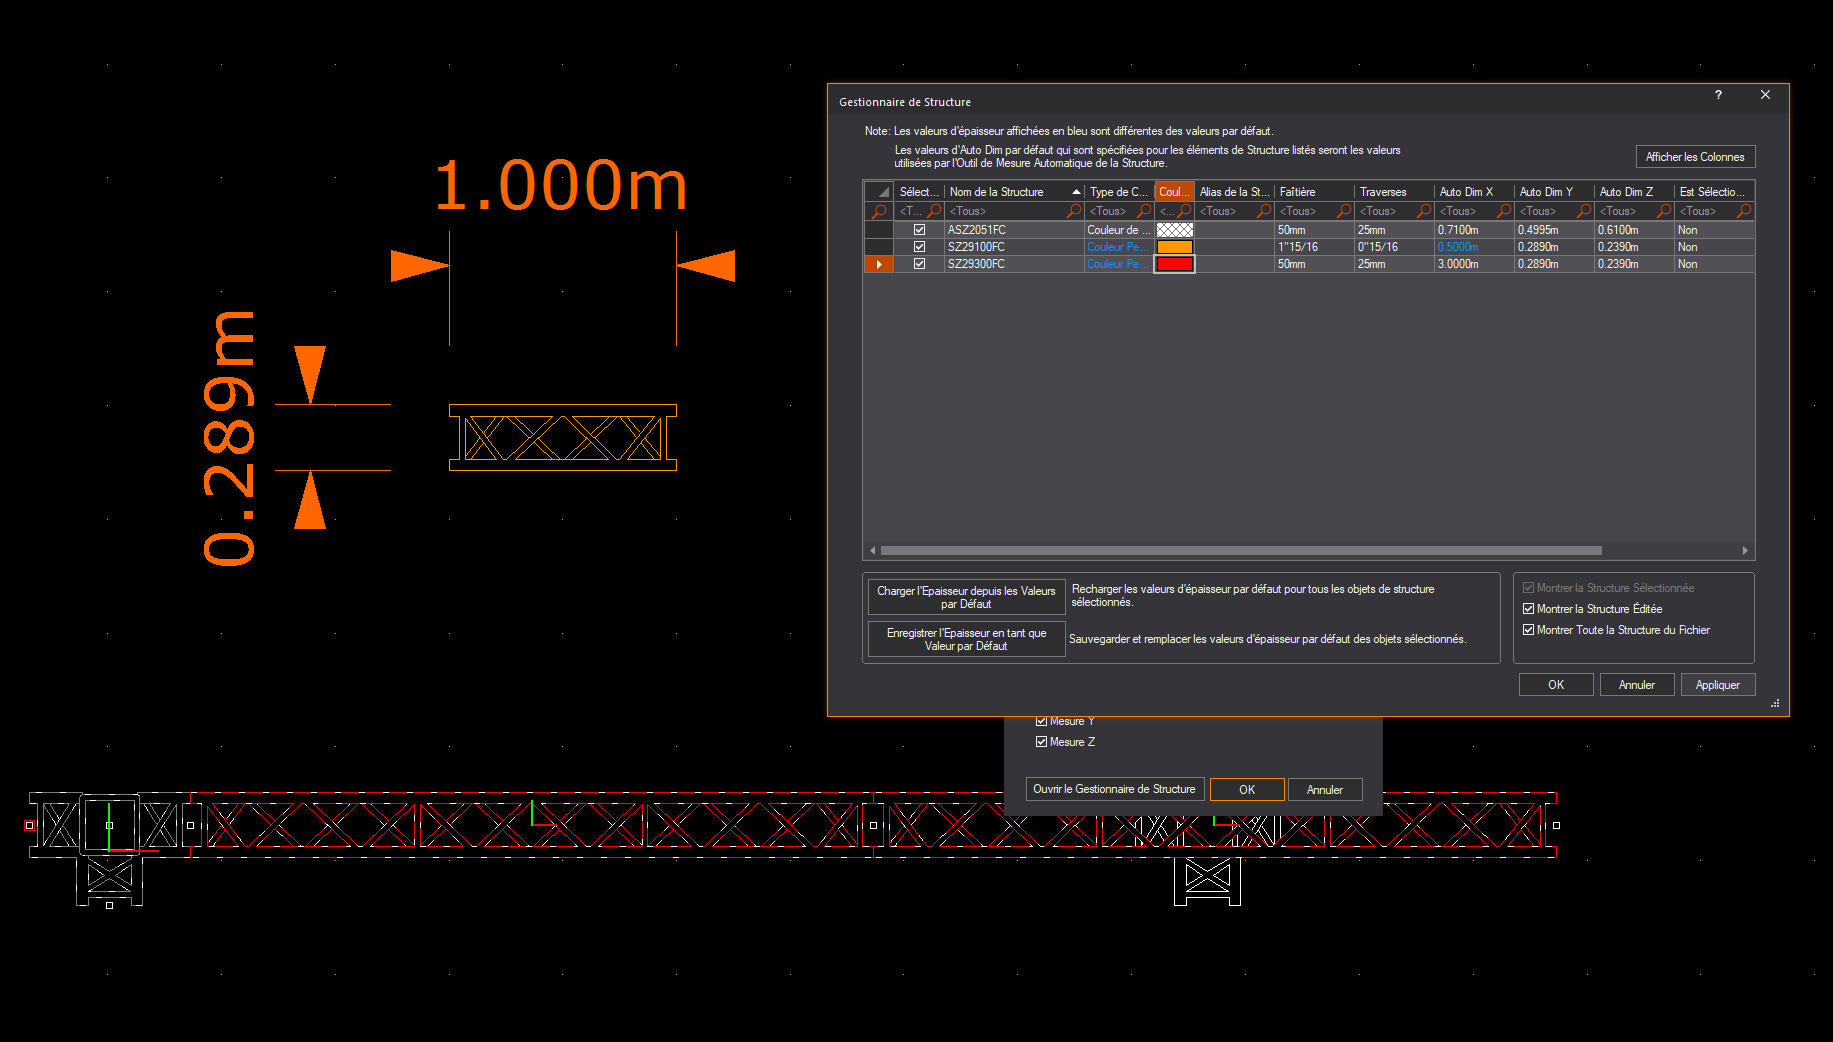 1.000m
0.289m
Gestionnaire de Structure
?
Note: Les valeurs d'épaisseur affichées en bleu sont différentes des valeurs par défaut.
Les valeurs d'Auto Dim par défaut qui sont spécifiées pour les éléments de Structure listés seront les valeurs
utilisées par l'Outil de Mesure Automatique de la Structure.
Afficher les Colonnes
Sélect... Nom de la Structure Type de C... Coul... Alias de la St... Faîtière Traverses Auto Dim X Auto Dim Y Auto Dim Z Est Sélectio...
<T... <Tous> <Tous> <... <Tous> <Tous> <Tous> <Tous> <Tous> <Tous> <Tous>
ASZ2051FC Couleur de ... 50mm 25mm 0.7100m 0.4995m 0.6100m Non
SZ29100FC Couleur Pe... 1"15/16 0"15/16 0.5000m 0.2890m 0.2390m Non
SZ29300FC Couleur Pe... 50mm 25mm 3.0000m 0.2890m 0.2390m Non
Charger l'Epaisseur depuis les Valeurs
par Défaut
Recharger les valeurs d'épaisseur par défaut pour tous les objets de structure
sélectionnés.
Enregistrer l'Epaisseur en tant que
Valeur par Défaut
Sauvegarder et remplacer les valeurs d'épaisseur par défaut des objets sélectionnés.
Montrer la Structure Sélectionnée
Montrer la Structure Éditée
Montrer Toute la Structure du Fichier
OK
Annuler
Appliquer
Mesure Y
Mesure Z
Ouvrir le Gestionnaire de Structure
OK
Annuler